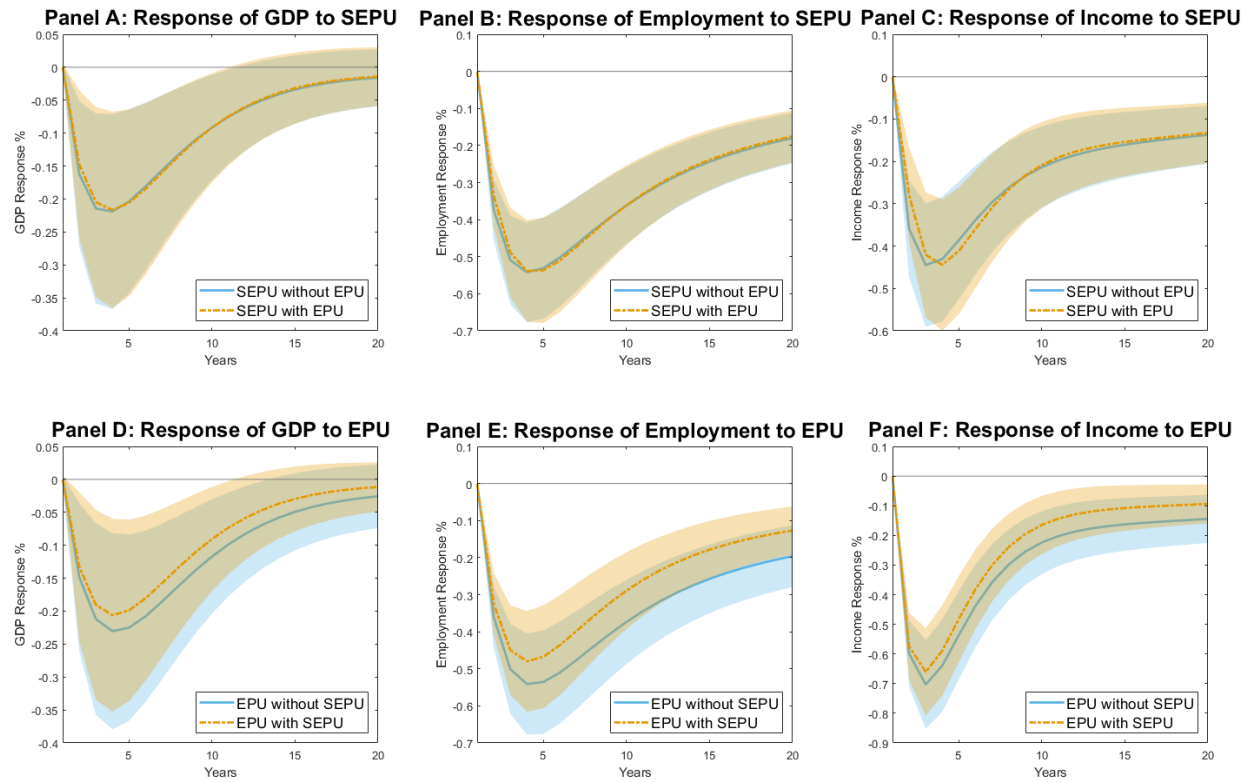 Panel A: Response of GDP to SEPU
0.05
0
-0.05
-0.1
-0.15
-0.2
-0.25
-0.3
-0.35
-0.4
GDP Response %
5
10
15
20
Years
SEPU without EPU
SEPU with EPU
Panel B: Response of Employment to SEPU
0.1
0
-0.1
-0.2
-0.3
-0.4
-0.5
-0.6
-0.7
Employment Response %
5
10
15
20
Years
SEPU without EPU
SEPU with EPU
Panel C: Response of Income to SEPU
0.1
0
-0.1
-0.2
-0.3
-0.4
-0.5
-0.6
Income Response %
5
10
15
20
Years
SEPU without EPU
SEPU with EPU
Panel D: Response of GDP to EPU
0.05
0
-0.05
-0.1
-0.15
-0.2
-0.25
-0.3
-0.35
-0.4
GDP Response %
5
10
15
20
Years
EPU without SEPU
EPU with SEPU
Panel E: Response of Employment to EPU
0.1
0
-0.1
-0.2
-0.3
-0.4
-0.5
-0.6
-0.7
Employment Response %
5
10
15
20
Years
EPU without SEPU
EPU with SEPU
Panel F: Response of Income to EPU
0.1
0
-0.1
-0.2
-0.3
-0.4
-0.5
-0.6
-0.7
-0.8
-0.9
Income Response %
5
10
15
20
Years
EPU without SEPU
EPU with SEPU